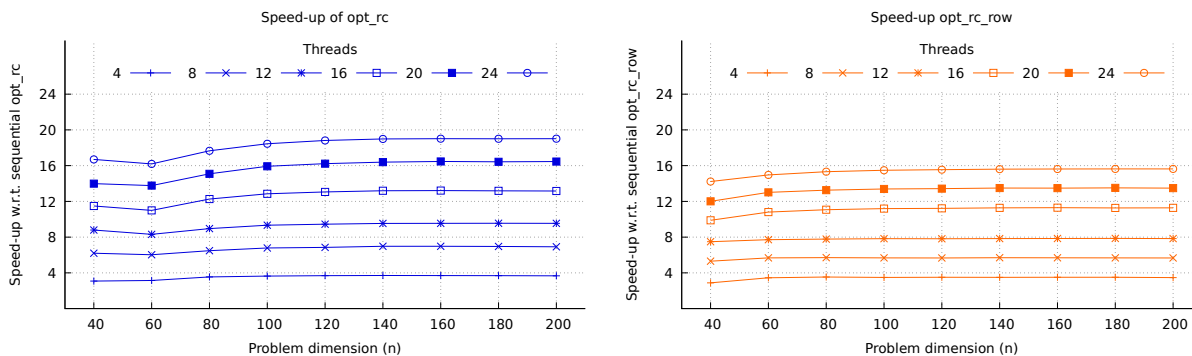 Speed-up of opt_rc
Threads
4 8 12 16 20 24
24
20
16
12
8
4
Speed-up w.r.t. sequential opt_rc
40 60 80 100 120 140 160 180 200
Problem dimension (n)
Speed-up opt_rc_row
Threads
4 8 12 16 20 24
24
20
16
12
8
4
Speed-up w.r.t. sequential opt_rc_row
40 60 80 100 120 140 160 180 200
Problem dimension (n)